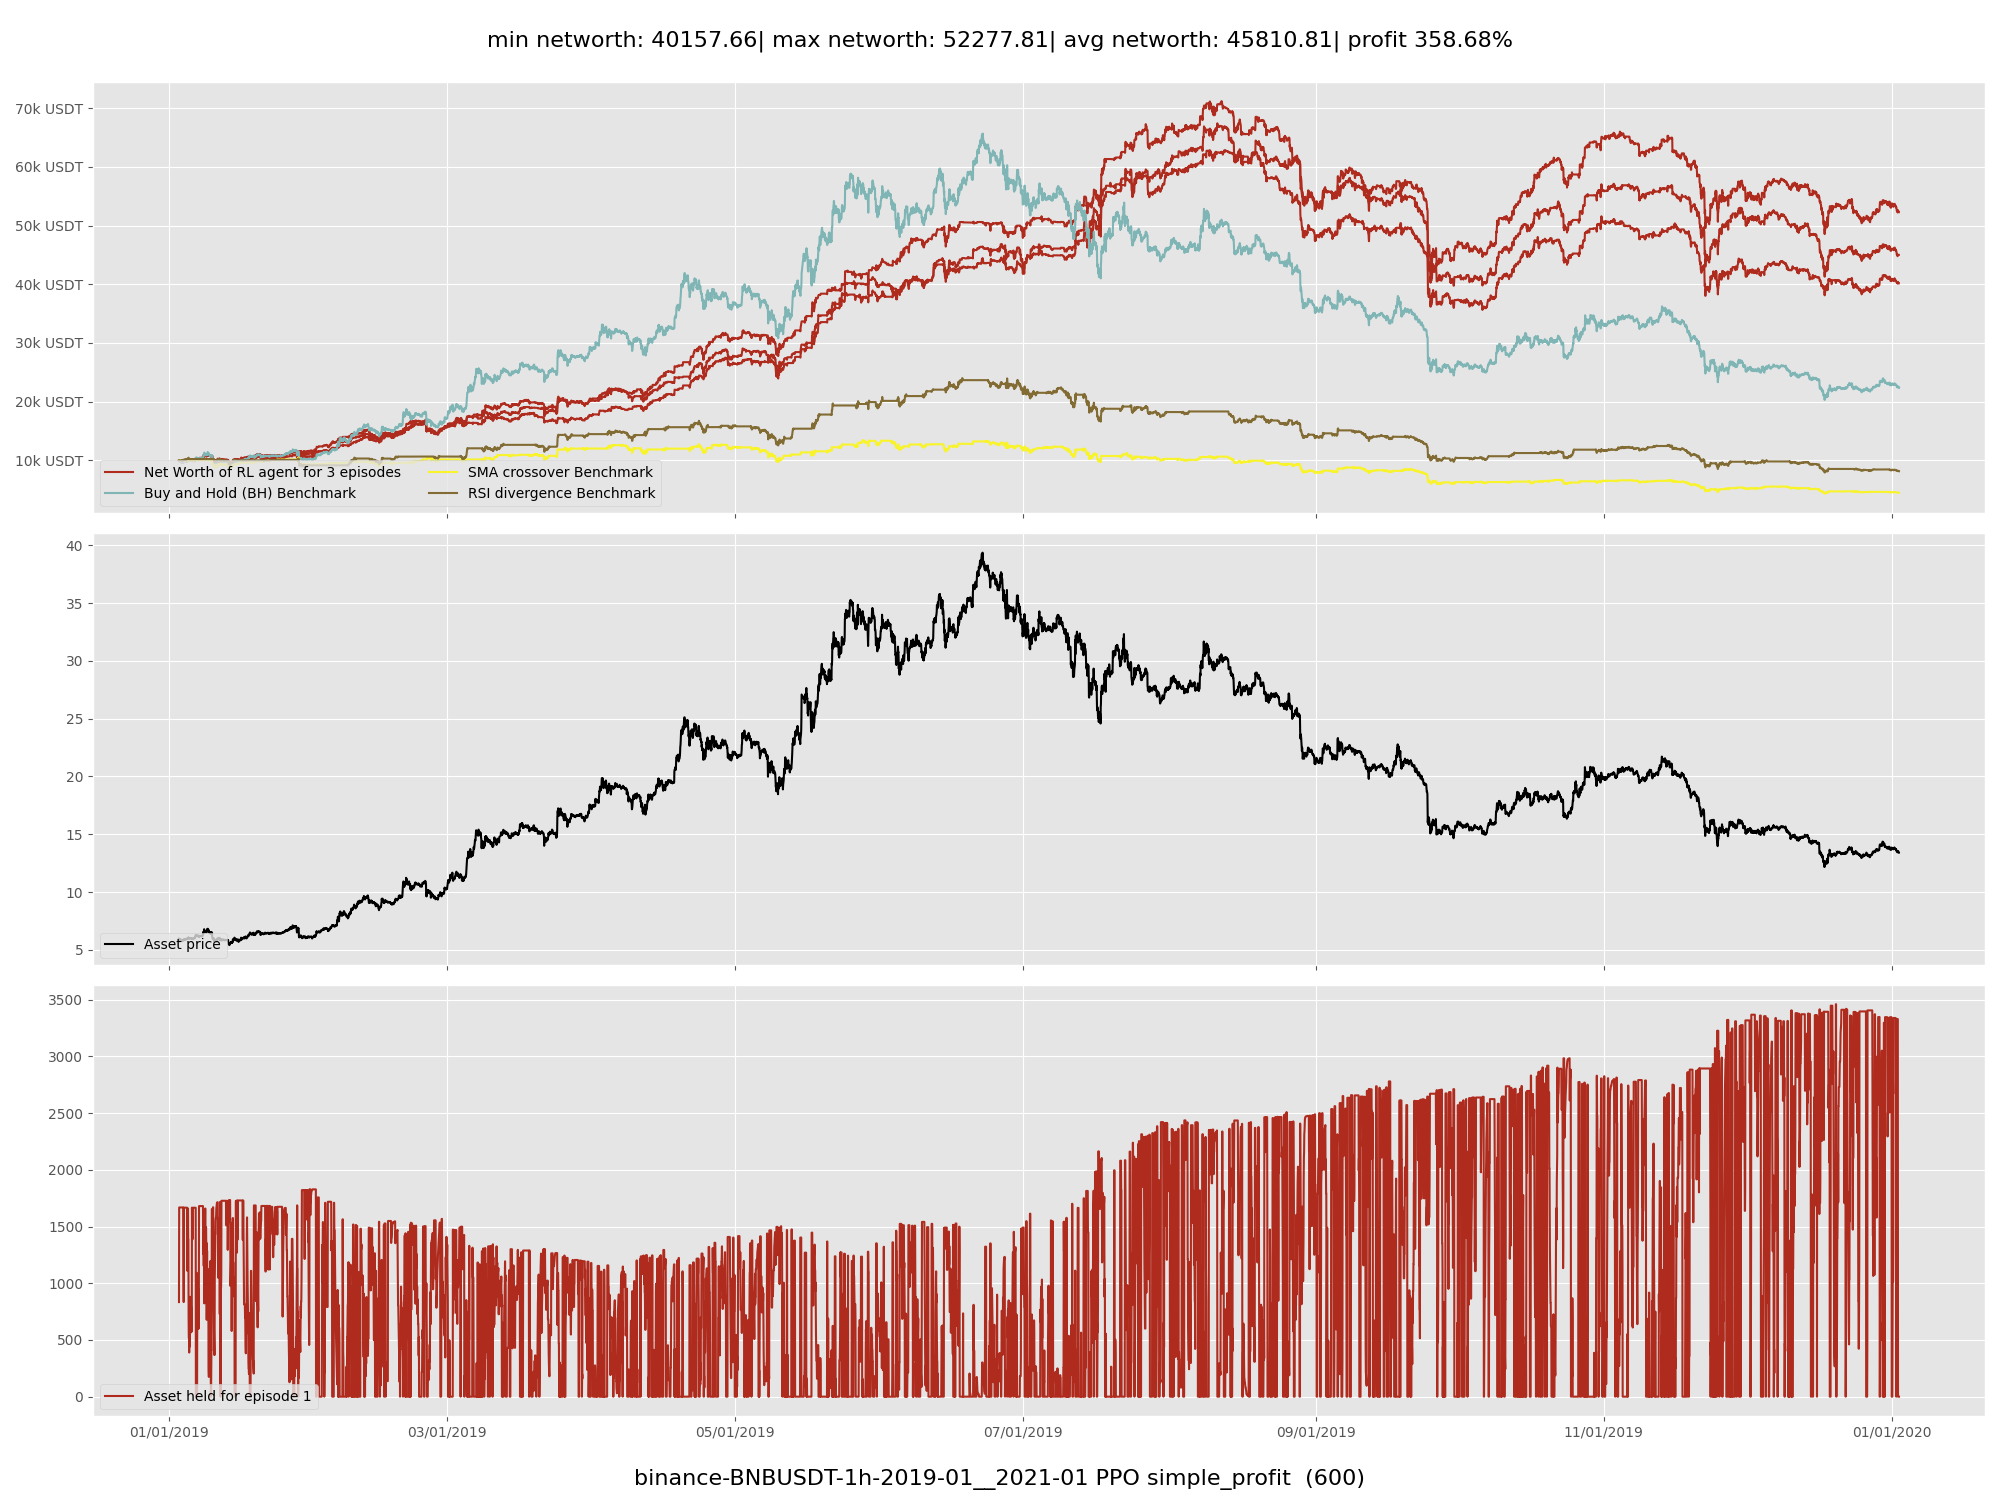 min networth: 40157.66| max networth: 52277.81| avg networth: 45810.81| profit 358.68%
70k USDT
60k USDT
50k USDT
40k USDT
30k USDT
20k USDT
10k USDT
Net Worth of RL agent for 3 episodes
SMA crossover Benchmark
Buy and Hold (BH) Benchmark
RSI divergence Benchmark
40
35
30
25
20
15
10
5
Asset price
3500
3000
2500
2000
1500
1000
500
0
Asset held for episode 1
01/01/2019 03/01/2019 05/01/2019 07/01/2019 09/01/2019 11/01/2019 01/01/2020
binance-BNBUSDT-1h-2019-01__2021-01 PPO simple_profit (600)